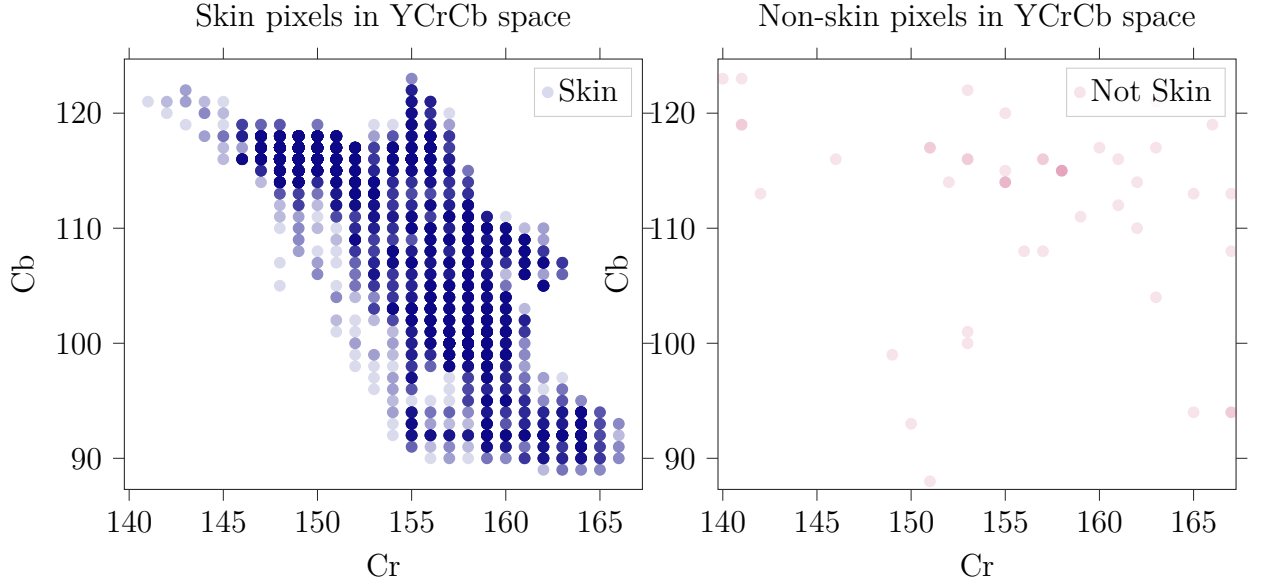 Skin pixels in YCrCb space
Non-skin pixels in YCrCb space
Skin
Not Skin
120
110
100
90
Cb
140 145 150 155 160 165
Cr
120
110
100
90
Cb
140 145 150 155 160 165
Cr